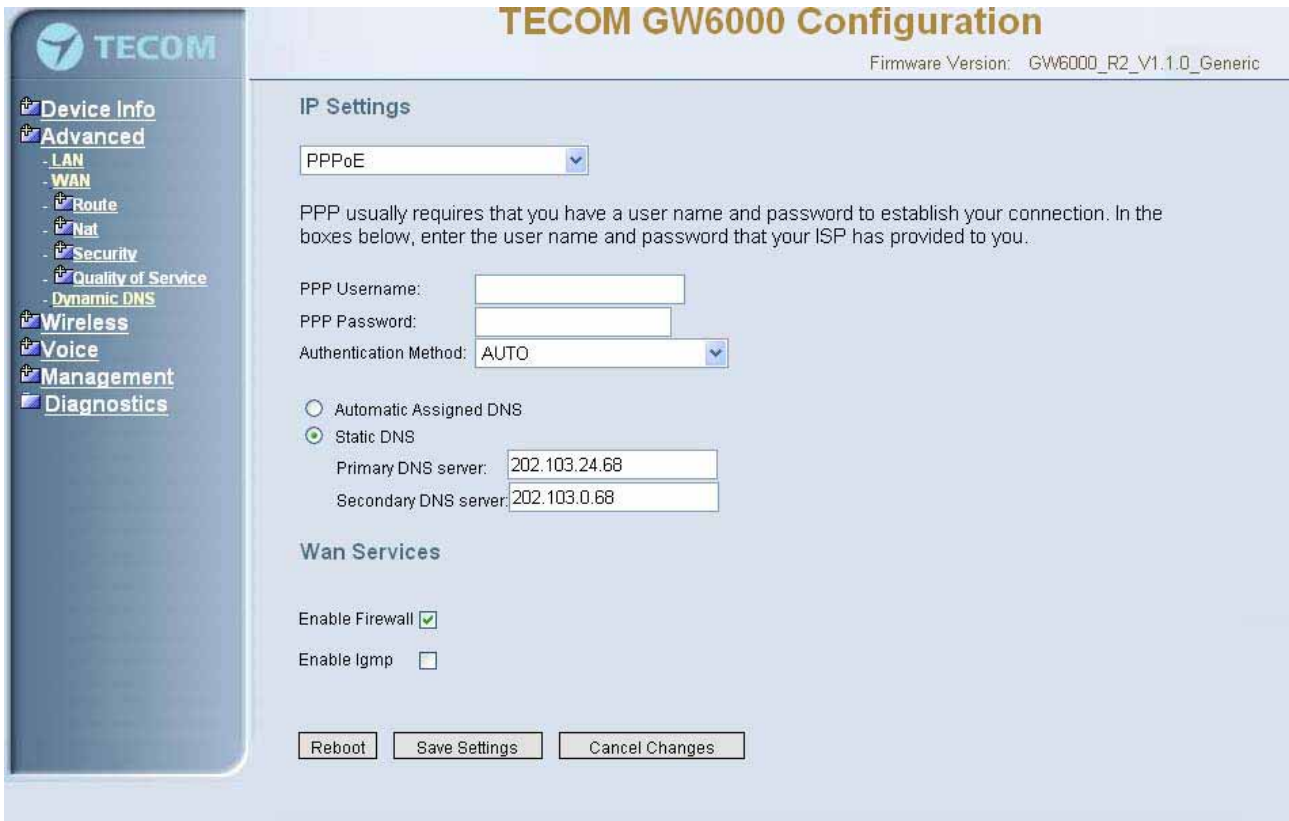 TECOM
TECOM GW6000 Configuration
Firmware Version: GW6000_R2_V1.1.0_Generic
Device Info
Advanced
- LAN
- WAN
- Route
- Nat
- Security
- Quality of Service
- Dynamic DNS
Wireless
Voice
Management
Diagnostics
IP Settings
PPPoE
PPP usually requires that you have a user name and password to establish your connection. In the
boxes below, enter the user name and password that your ISP has provided to you.
PPP Username:
PPP Password:
Authentication Method: AUTO
Automatic Assigned DNS
Static DNS
Primary DNS server: 202.103.24.68
Secondary DNS server: 202.103.0.68
Wan Services
Enable Firewall
Enable Igmp
Reboot Save Settings Cancel Changes